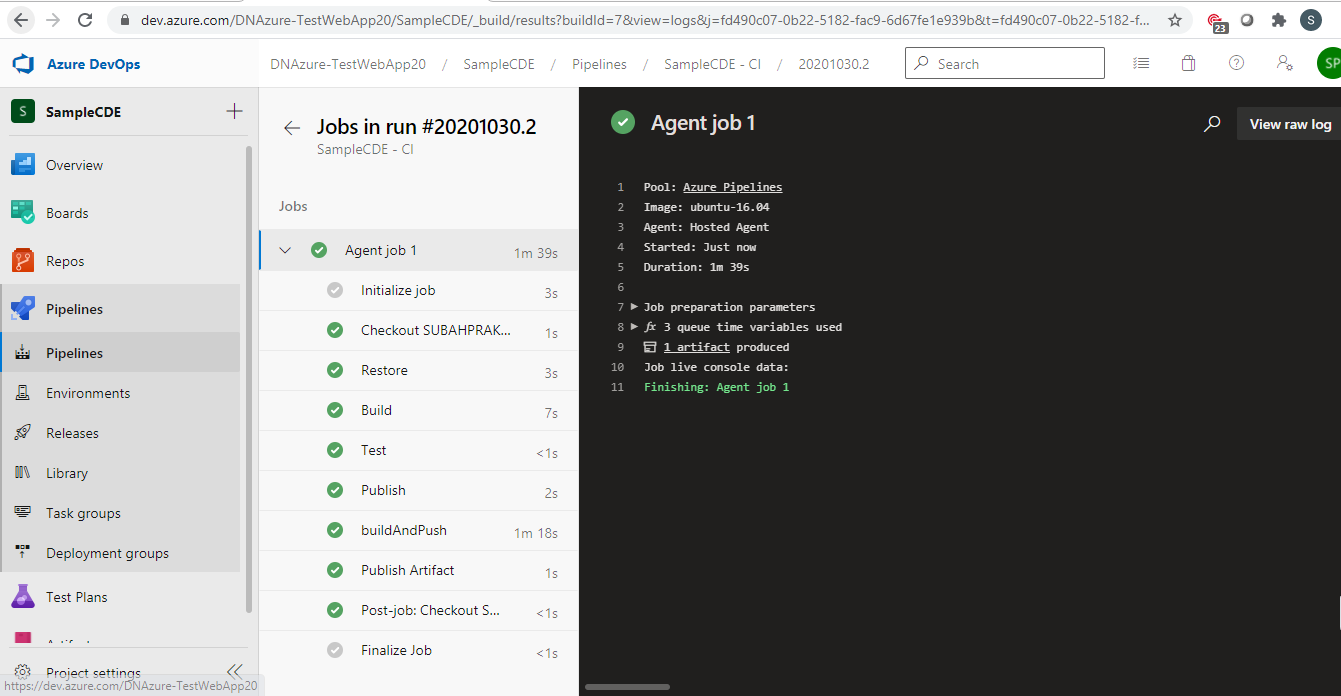 dev.azure.com/DNAzure-TestWebApp20/SampleCDE/_build/results?buildId=7&view=logs&j=fd490c07-0b22-5182-fac9-6d67fe1e939b&t=fd490c07-0b22-5182-f...
23
S
Azure DevOps
DNAzure-TestWebApp20 / SampleCDE / Pipelines / SampleCDE - CI / 20201030.2
Search
SP
S SampleCDE
Overview
Boards
Repos
Pipelines
Pipelines
Environments
Releases
Library
Task groups
Deployment groups
Test Plans
Project settings
https://dev.azure.com/DNAzure-TestWebApp20
Jobs in run #20201030.2
SampleCDE - CI
Jobs
Agent job 1 1m 39s
Initialize job 3s
Checkout SUBAHPRAK... 1s
Restore 3s
Build 7s
Test <1s
Publish 2s
buildAndPush 1m 18s
Publish Artifact 1s
Post-job: Checkout S... <1s
Finalize Job <1s
Agent job 1
View raw log
1 Pool: Azure Pipelines
2 Image: ubuntu-16.04
3 Agent: Hosted Agent
4 Started: Just now
5 Duration: 1m 39s
6
7 Job preparation parameters
8 fx 3 queue time variables used
9 1 artifact produced
10 Job live console data:
11 Finishing: Agent job 1